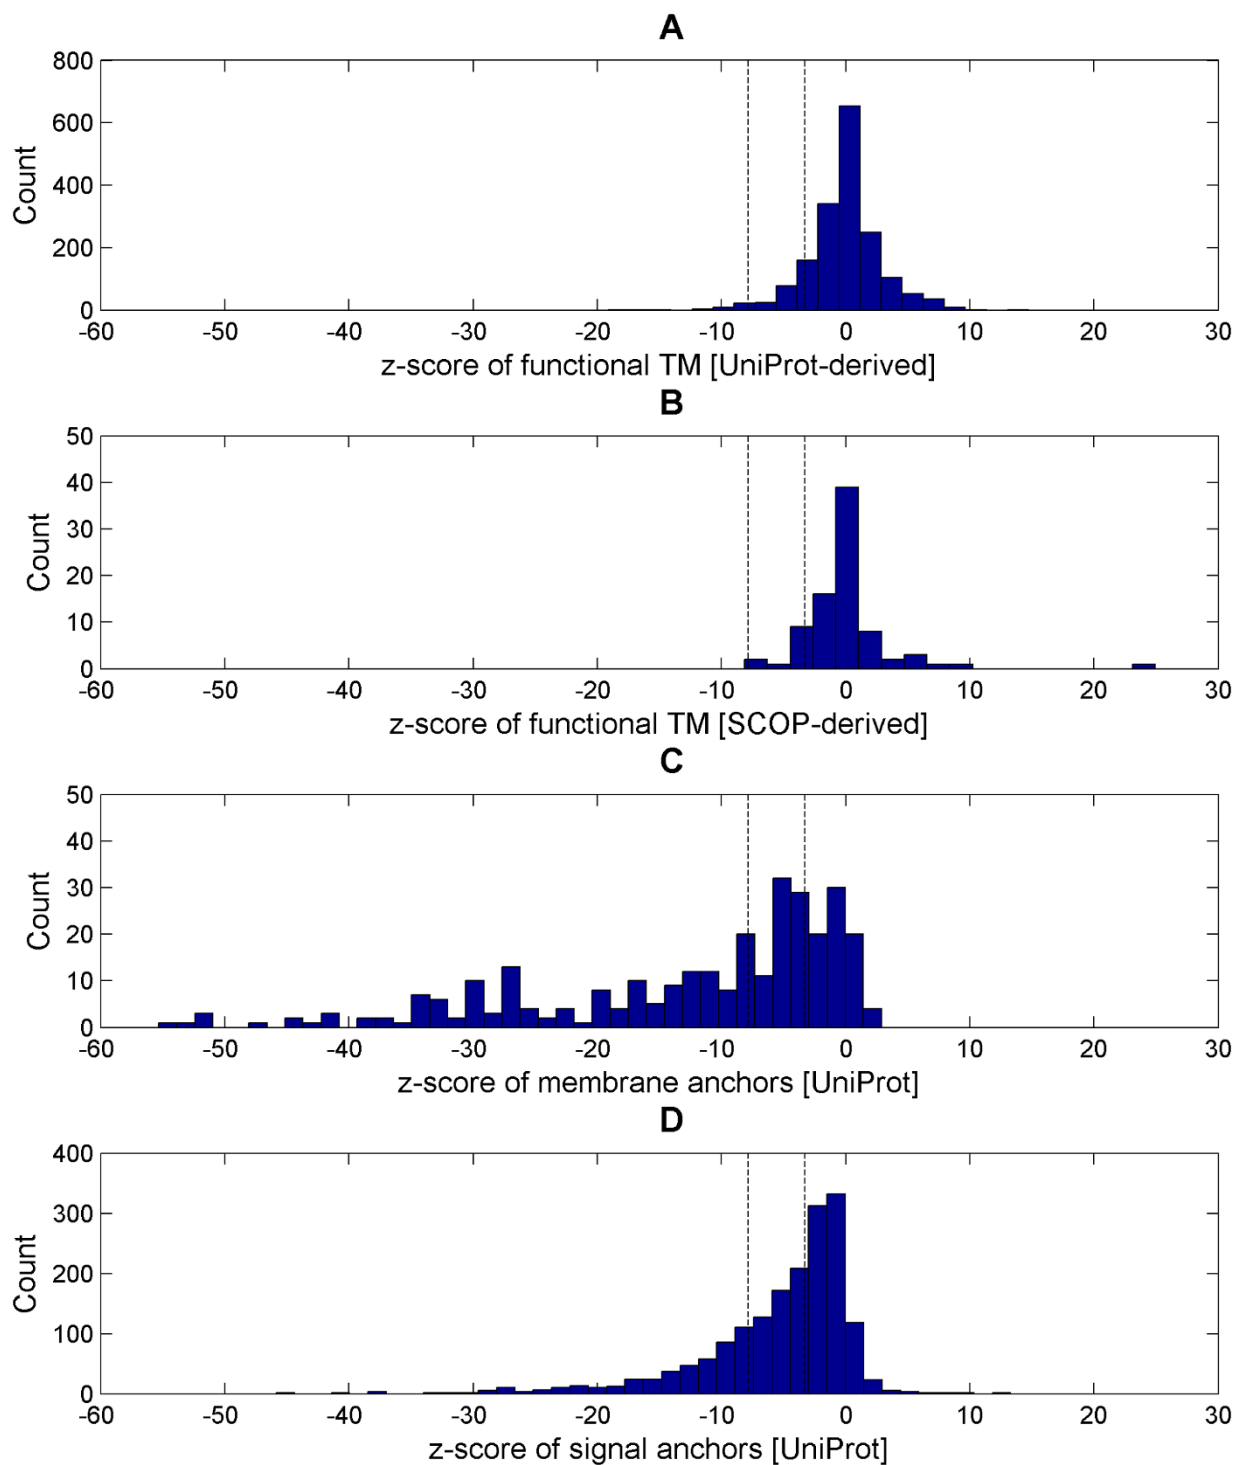 A
800
600
400
200
0
Count
-60 -50 -40 -30 -20 -10 0 10 20 30
z-score of functional TM [UniProt-derived]
B
50
40
30
20
10
0
Count
-60 -50 -40 -30 -20 -10 0 10 20 30
z-score of functional TM [SCOP-derived]
C
50
40
30
20
10
0
Count
-60 -50 -40 -30 -20 -10 0 10 20 30
z-score of membrane anchors [UniProt]
D
400
300
200
100
0
Count
-60 -50 -40 -30 -20 -10 0 10 20 30
z-score of signal anchors [UniProt]